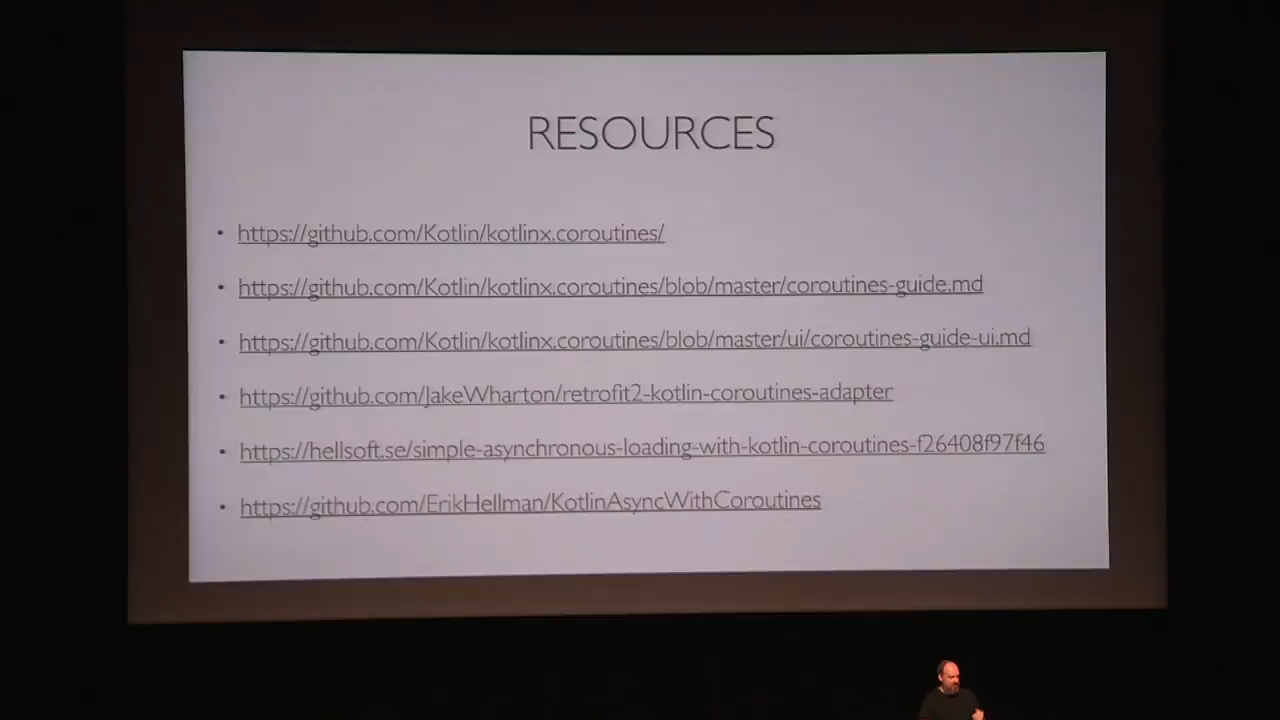 RESOURCES
• https://github.com/Kotlin/kotlinx.coroutines/
• https://github.com/Kotlin/kotlinx.coroutines/blob/master/coroutines-guide.md
• https://github.com/Kotlin/kotlinx.coroutines/blob/master/ui/coroutines-guide-ui.md
• https://github.com/JakeWharton/retrofit2-kotlin-coroutines-adapter
• https://hellsoft.se/simple-asynchronous-loading-with-kotlin-coroutines-f26408f97f46
• https://github.com/ErikHellman/KotlinAsyncWithCoroutines